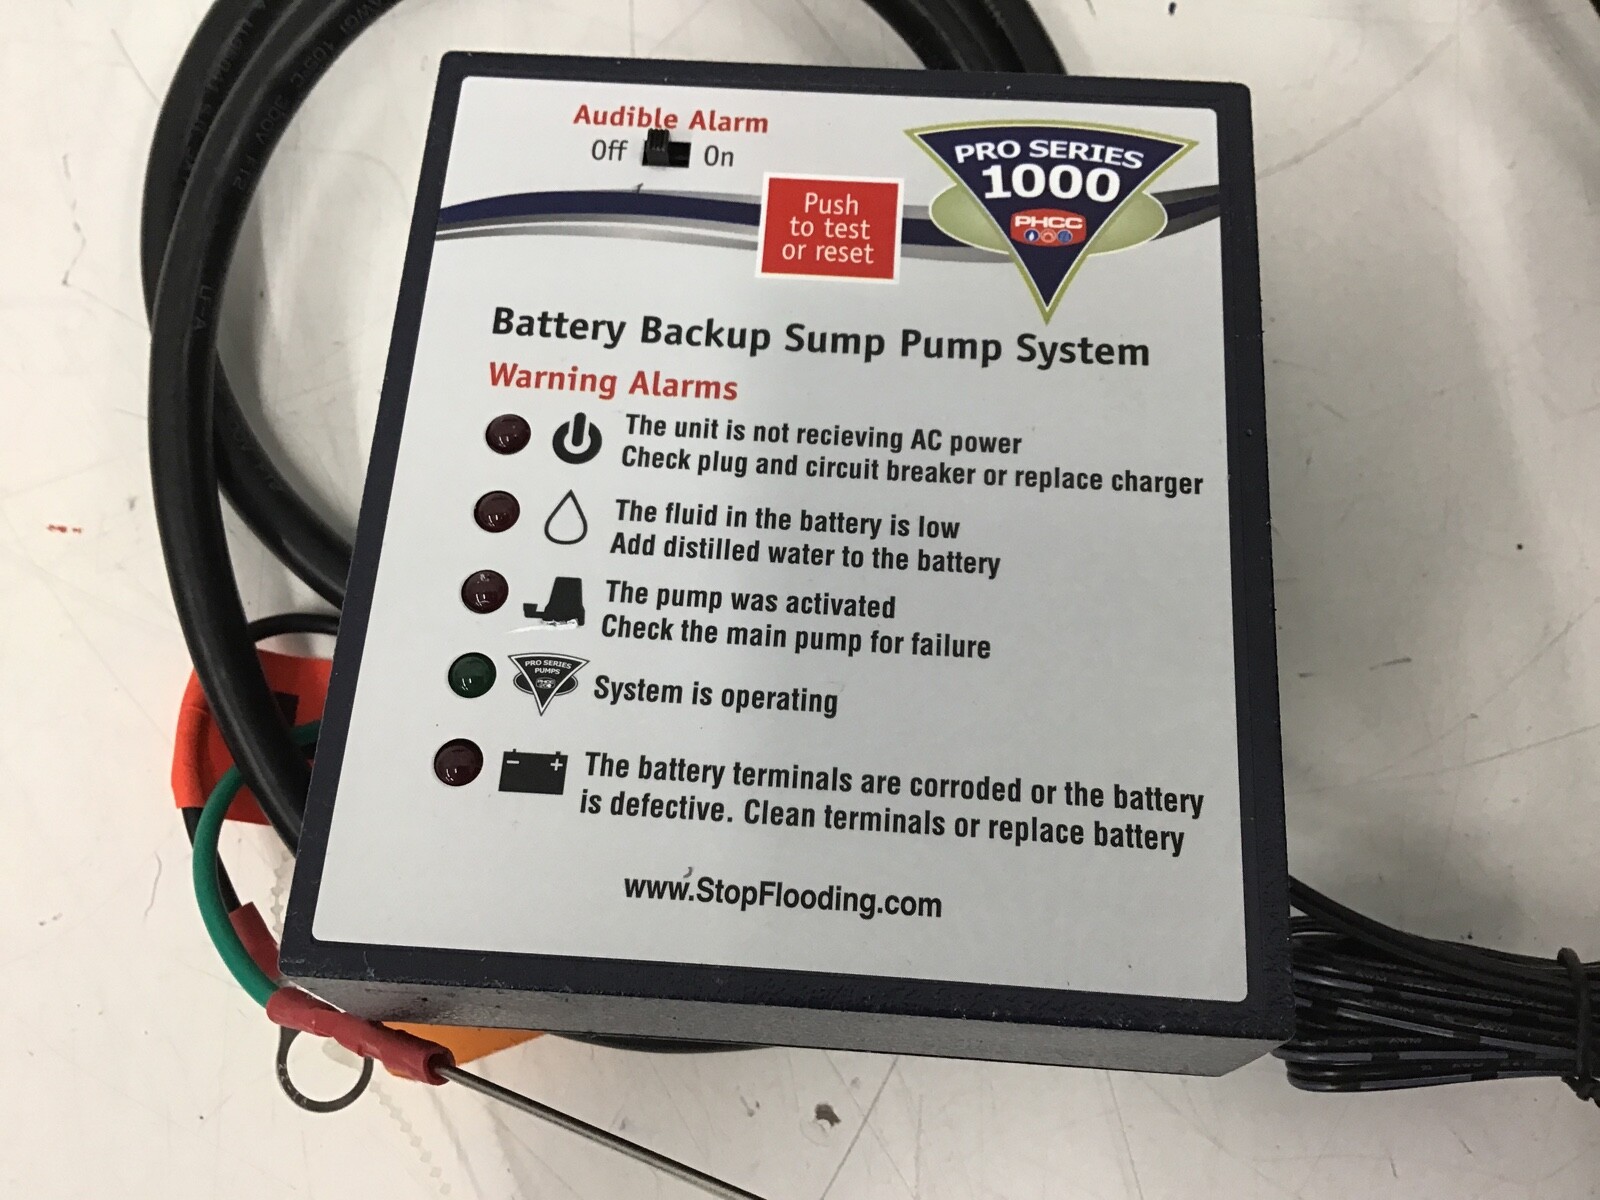 Audible Alarm
Off On
Push
to test
or reset
PRO SERIES
1000
PHCC
Battery Backup Sump Pump System
Warning Alarms
The unit is not recieving AC power
Check plug and circuit breaker or replace charger
The fluid in the battery is low
Add distilled water to the battery
The pump was activated
Check the main pump for failure
PRO SERIES
PUMPS
PHCC
System is operating
- +
The battery terminals are corroded or the battery
is defective. Clean terminals or replace battery
www.StopFlooding.com